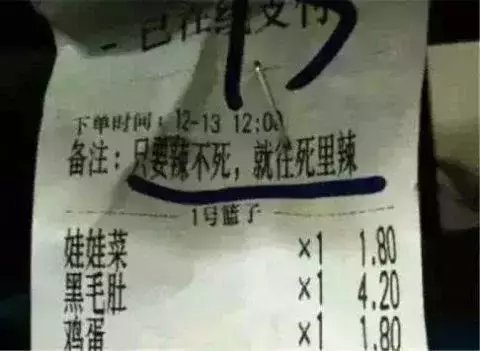 已在线支付
下单时间：12-13 12:00
备注：只要辣不死，就往死里辣
1号篮子
娃娃菜 ×1 1.80
黑毛肚 ×1 4.20
鸡蛋 ×1 1.80